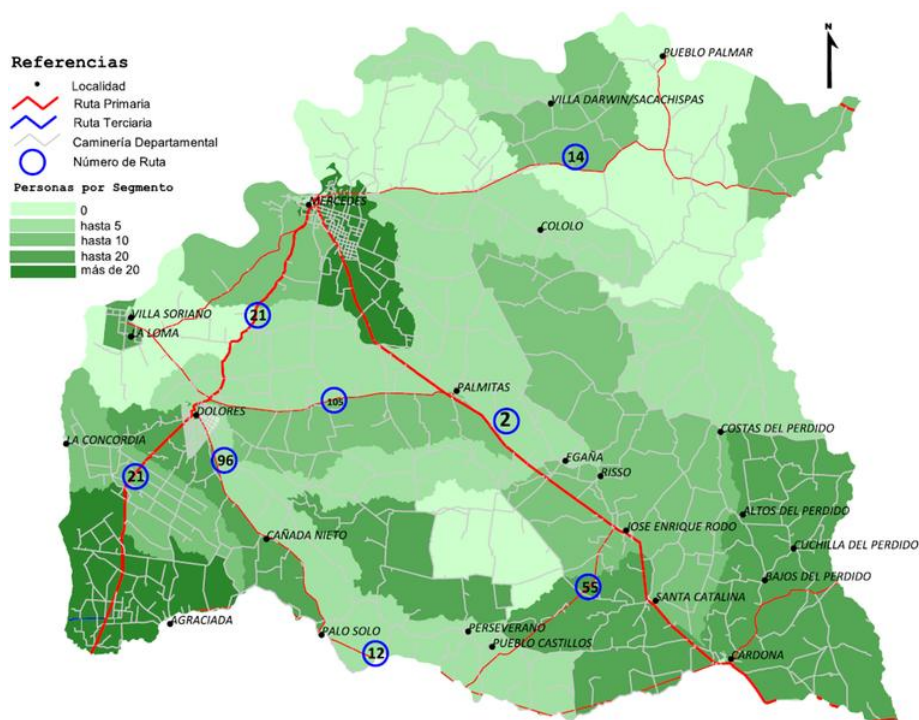 N
PUEBLO PALMAR
Referencias
Localidad
Ruta Primaria
Ruta Terciaria
Caminería Departamental
Número de Ruta
Personas por Segmento
0
hasta 5
hasta 10
hasta 20
más de 20
VILLA DARWIN/SACACHISPAS
14
MERCEDES
COLOLO
VILLA SORIANO
21
LA LOMA
PALMITAS
105
DOLORES
2
COSTAS DEL PERDIDO
LA CONCORDIA
96
EGAÑA
21
RISSO
ALTOS DEL PERDIDO
JOSE ENRIQUE RODO
CAÑADA NIETO
CUCHILLA DEL PERDIDO
BAJOS DEL PERDIDO
55
SANTA CATALINA
AGRACIADA
PALO SOLO
PERSEVERANO
PUEBLO CASTILLOS
12
CARDONA